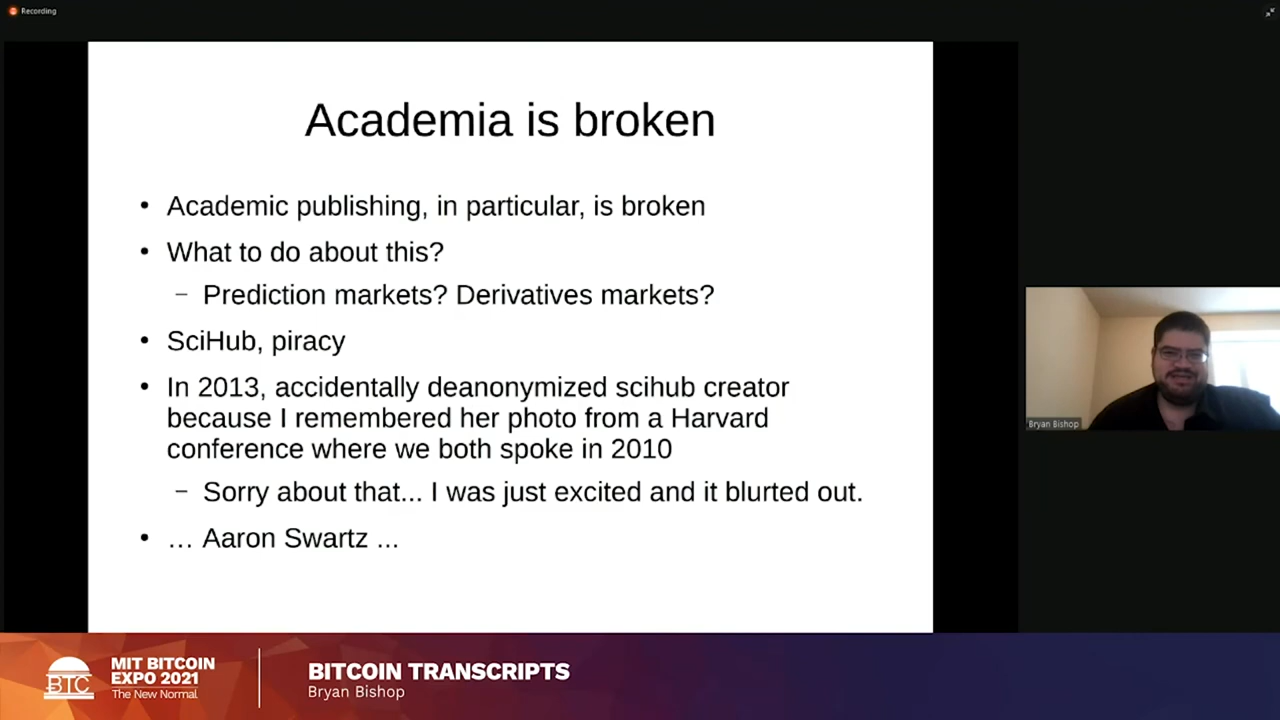 Recording
Academia is broken
• Academic publishing, in particular, is broken
• What to do about this?
– Prediction markets? Derivatives markets?
• SciHub, piracy
• In 2013, accidentally deanonymized scihub creator
because I remembered her photo from a Harvard
conference where we both spoke in 2010
– Sorry about that... I was just excited and it blurted out.
• … Aaron Swartz ...
Bryan Bishop
BTC
MIT BITCOIN
EXPO 2021
The New Normal
BITCOIN TRANSCRIPTS
Bryan Bishop